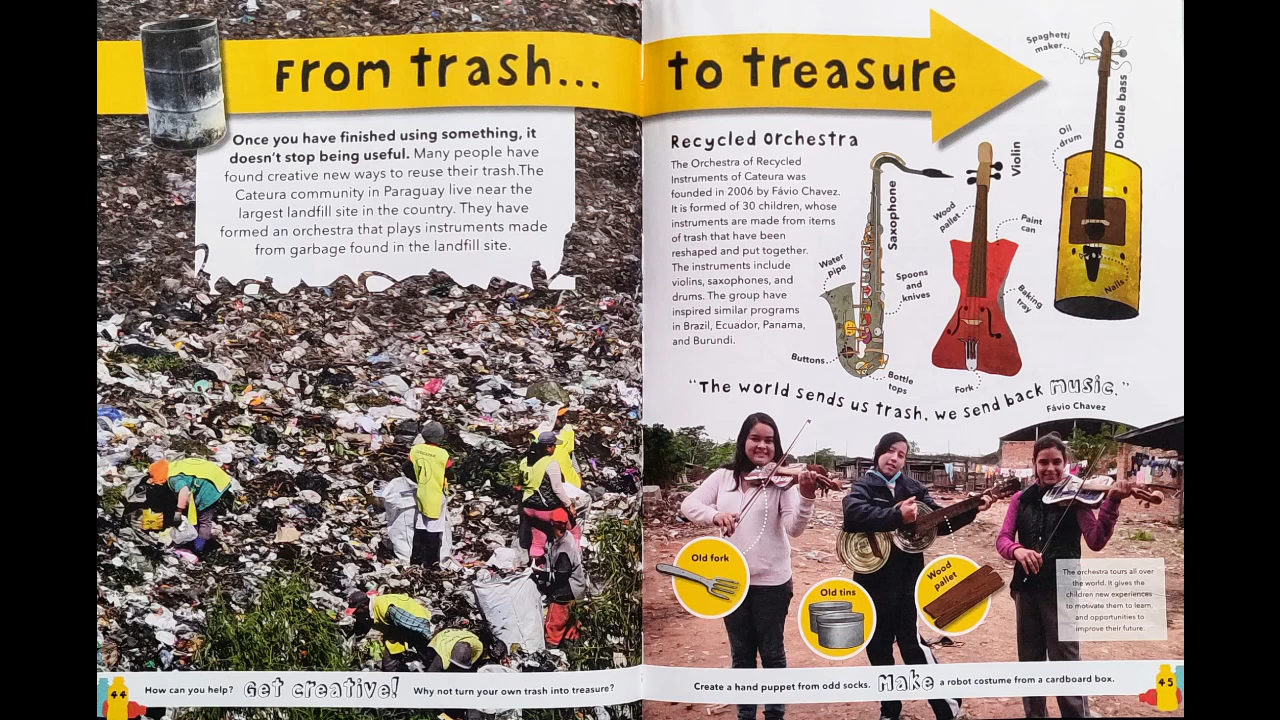 From trash...
to treasure
Once you have finished using something, it
doesn't stop being useful. Many people have
found creative new ways to reuse their trash.The
Cateura community in Paraguay live near the
largest landfill site in the country. They have
formed an orchestra that plays instruments made
from garbage found in the landfill site.
44
How can you help? Get creative! Why not turn your own trash into treasure?
Recycled Orchestra
The Orchestra of Recycled
Instruments of Cateura was
founded in 2006 by Fávio Chavez.
It is formed of 30 children, whose
instruments are made from items
of trash that have been
reshaped and put together.
The instruments include
violins, saxophones, and
drums. The group have
inspired similar programs
in Brazil, Ecuador, Panama,
and Burundi.
Saxophone
Water
pipe
Spoons
and
knives
Buttons
Bottle
tops
Violin
Wood
pallet
Paint
can
Baking
tray
Fork
Double bass
Spaghetti
maker
Oil
drum
Nails
"The world sends us trash, we send back music."
Fávio Chavez
Old fork
Old tins
Wood
pallet
The orchestra tours all over
the world. It gives the
children new experiences
to motivate them to learn,
and opportunities to
improve their future.
Create a hand puppet from odd socks. Make a robot costume from a cardboard box.
45